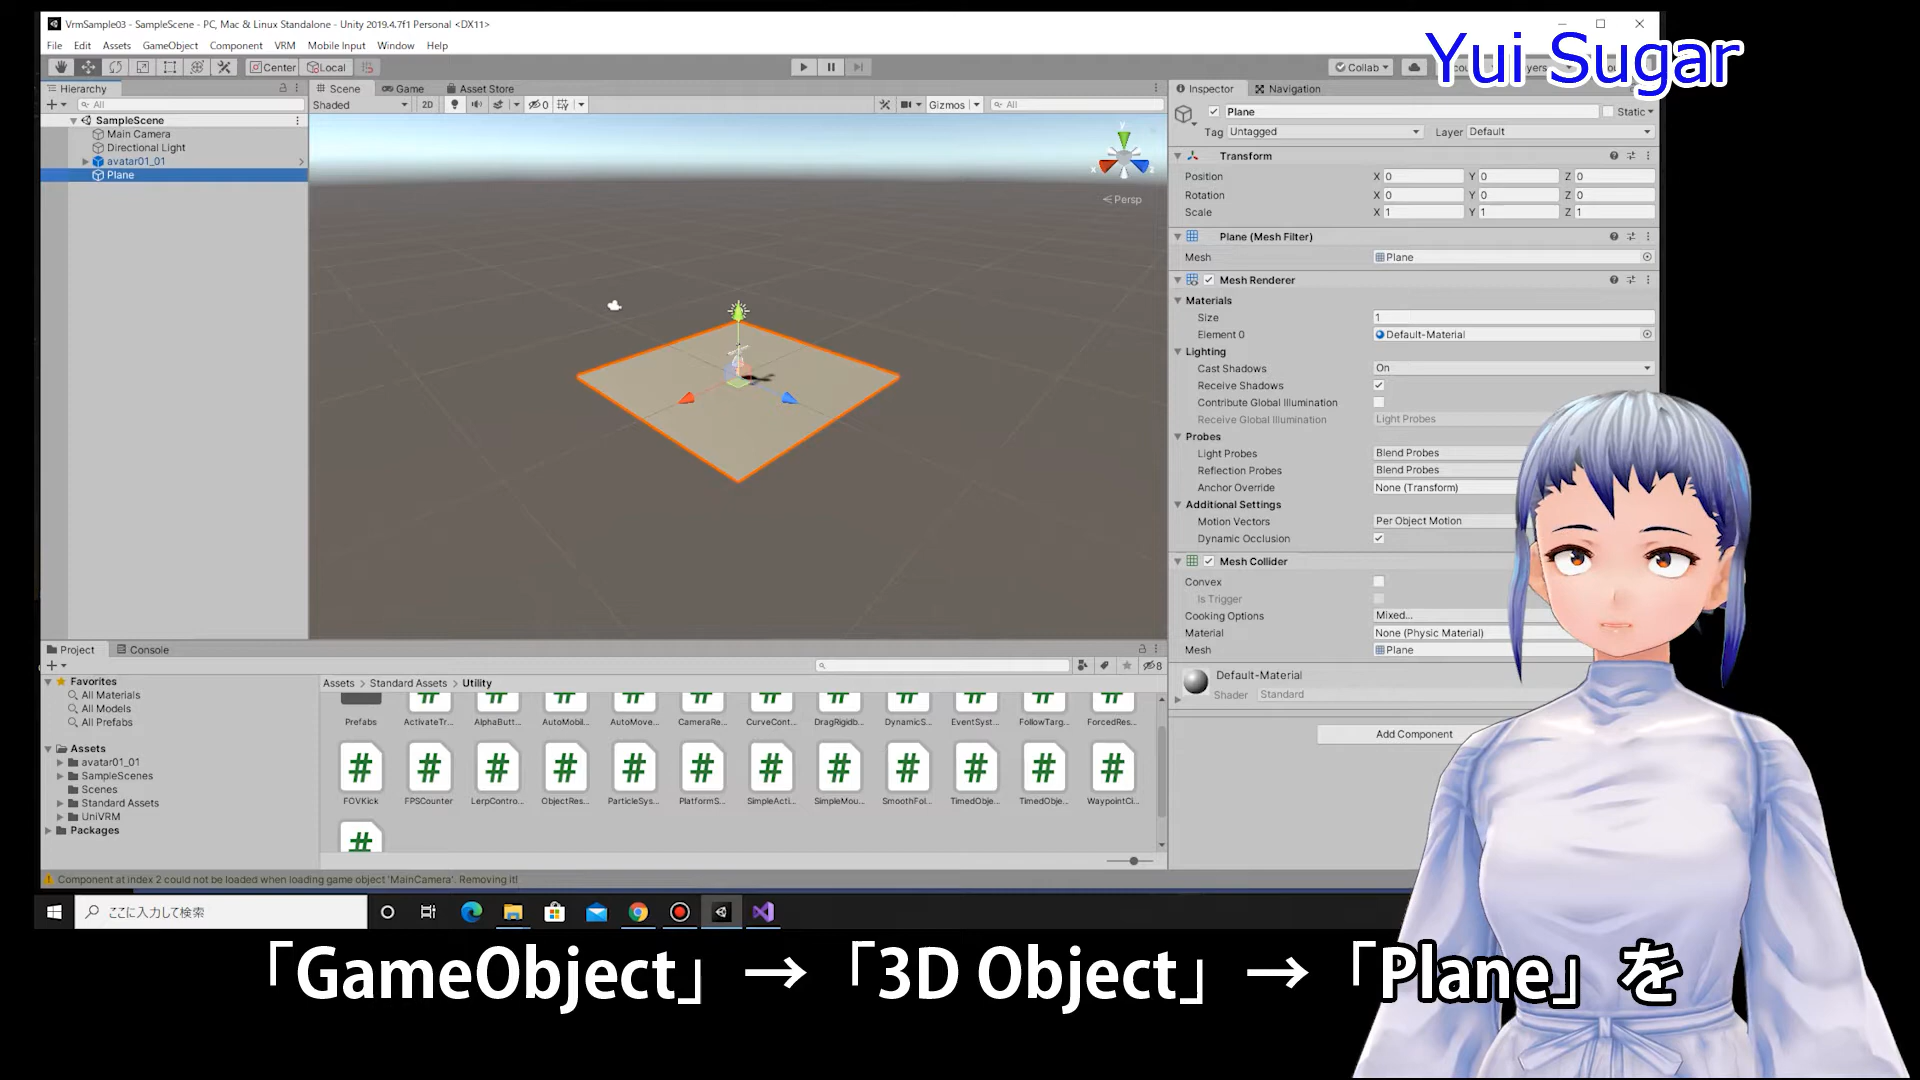 VrmSample03 - SampleScene - PC, Mac & Linux Standalone - Unity 2019.4.7f1 Personal <DX11>
Yui Sugar
File Edit Assets GameObject Component VRM Mobile Input Window Help
Center Local
Collab
Hierarchy
All
SampleScene
Main Camera
Directional Light
avatar01_01
Plane
Scene Game Asset Store
Shaded 2D 0 Gizmos All
y
x z
Persp
Inspector Navigation
Plane Static
Tag Untagged Layer Default
Transform
Position X 0 Y 0 Z 0
Rotation X 0 Y 0 Z 0
Scale X 1 Y 1 Z 1
Plane (Mesh Filter)
Mesh Plane
Mesh Renderer
Materials
Size 1
Element 0 Default-Material
Lighting
Cast Shadows On
Receive Shadows
Contribute Global Illumination
Receive Global Illumination Light Probes
Probes
Light Probes Blend Probes
Reflection Probes Blend Probes
Anchor Override None (Transform)
Additional Settings
Motion Vectors Per Object Motion
Dynamic Occlusion
Mesh Collider
Convex
Is Trigger
Cooking Options Mixed...
Material None (Physic Material)
Mesh Plane
Default-Material
Shader Standard
Add Component
Project Console
8
Favorites
All Materials
All Models
All Prefabs
Assets
avatar01_01
SampleScenes
Scenes
Standard Assets
UniVRM
Packages
Assets > Standard Assets > Utility
Prefabs ActivateTr... AlphaButt... AutoMobil... AutoMove... CameraRe... CurveCont... DragRigidb... DynamicS... EventSyst... FollowTarg... ForcedRes...
FOVKick FPSCounter LerpContro... ObjectRes... ParticleSys... PlatformS... SimpleActi... SimpleMou... SmoothFol... TimedObje... TimedObje... WaypointCi...
Component at index 2 could not be loaded when loading game object 'MainCamera'. Removing it!
ここに入力して検索
「GameObject」→「3D Object」→「Plane」を